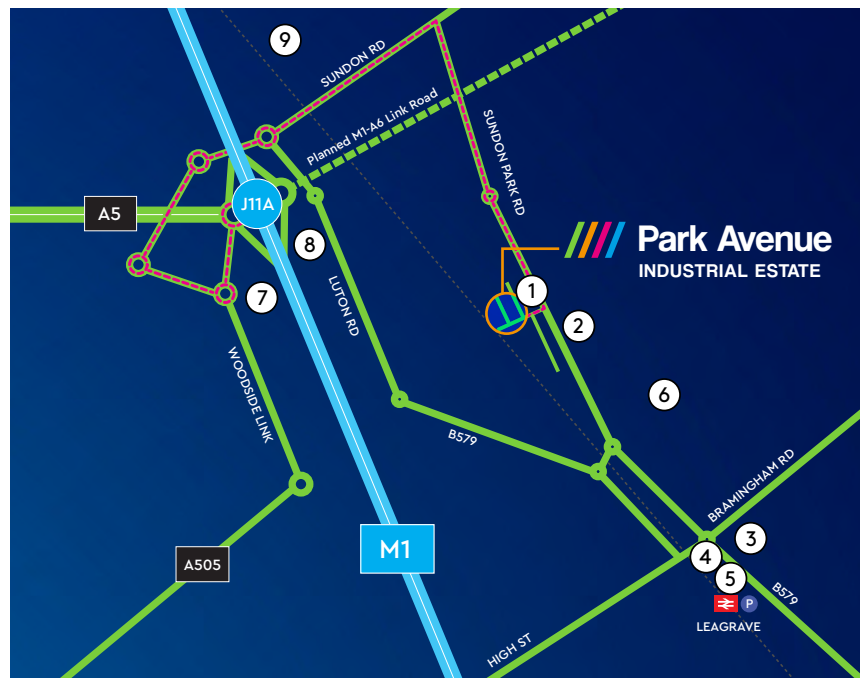 9
SUNDON RD
Planned M1-A6 Link Road
SUNDON PARK RD
A5
J11A
8
7
LUTON RD
Park Avenue
INDUSTRIAL ESTATE
1
2
WOODSIDE LINK
6
B579
BRAMINGHAM RD
M1
A505
3
4
5
B579
P
LEAGRAVE
HIGH ST